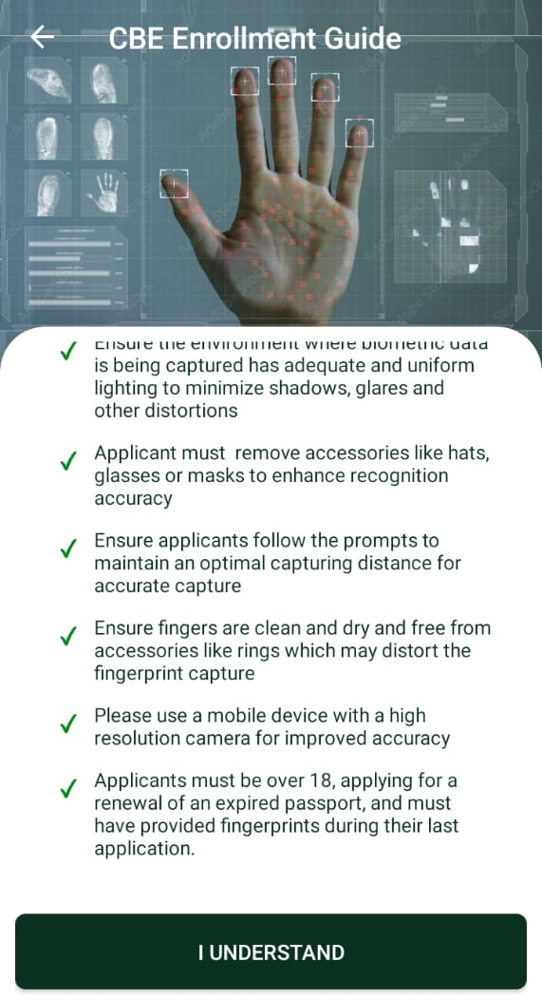 CBE Enrollment Guide
Ensure the environment where biometric data
is being captured has adequate and uniform
lighting to minimize shadows, glares and
other distortions
Applicant must  remove accessories like hats,
glasses or masks to enhance recognition
accuracy
Ensure applicants follow the prompts to
maintain an optimal capturing distance for
accurate capture
Ensure fingers are clean and dry and free from
accessories like rings which may distort the
fingerprint capture
Please use a mobile device with a high
resolution camera for improved accuracy
Applicants must be over 18, applying for a
renewal of an expired passport, and must
have provided fingerprints during their last
application.
I UNDERSTAND